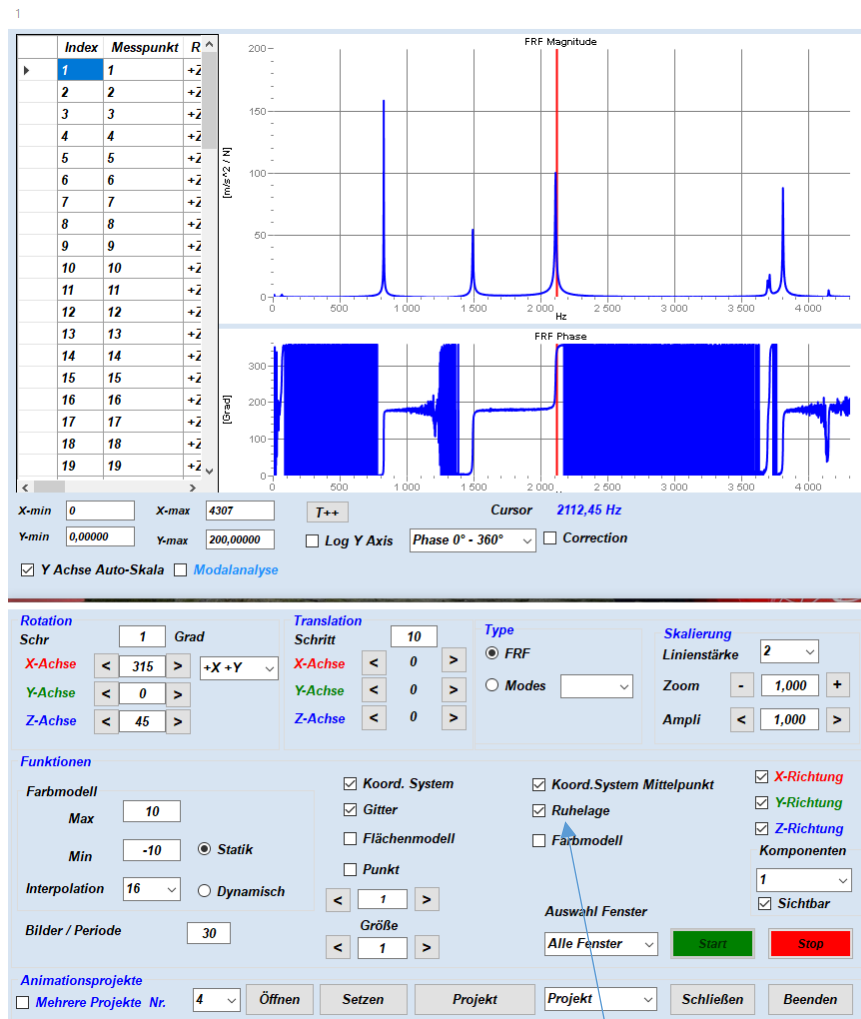 1
Index Messpunkt R
1 1 +Z
2 2 +Z
3 3 +Z
4 4 +Z
5 5 +Z
6 6 +Z
7 7 +Z
8 8 +Z
9 9 +Z
10 10 +Z
11 11 +Z
12 12 +Z
13 13 +Z
14 14 +Z
15 15 +Z
16 16 +Z
17 17 +Z
18 18 +Z
19 19 +Z
FRF Magnitude
200
150
100
50
0
[m/s^2 / N]
0 500 1 000 1 500 2 000 2 500 3 000 3 500 4 000
Hz
FRF Phase
300
200
100
0
[Grad]
0 500 1 000 1 500 2 000 2 500 3 000 3 500 4 000
X-min 0 X-max 4307 T++ Cursor 2112,45 Hz
Y-min 0,00000 Y-max 200,00000 Log Y Axis Phase 0° - 360° Correction
Y Achse Auto-Skala Modalanalyse
Rotation
Schr 1 Grad
X-Achse < 315 > +X +Y
Y-Achse < 0 >
Z-Achse < 45 >
Translation
Schritt 10
X-Achse < 0 >
Y-Achse < 0 >
Z-Achse < 0 >
Type
FRF
Modes
Skalierung
Linienstärke 2
Zoom - 1,000 +
Ampli < 1,000 >
Funktionen
Farbmodell
Max 10
Min -10 Statik
Interpolation 16 Dynamisch
Bilder / Periode 30
Koord. System
Gitter
Flächenmodell
Punkt
< 1 >
Größe
< 1 >
Koord.System Mittelpunkt
Ruhelage
Farbmodell
X-Richtung
Y-Richtung
Z-Richtung
Komponenten
1
Sichtbar
Auswahl Fenster
Alle Fenster Start Stop
Animationsprojekte
Mehrere Projekte Nr. 4 Öffnen Setzen Projekt Projekt Schließen Beenden